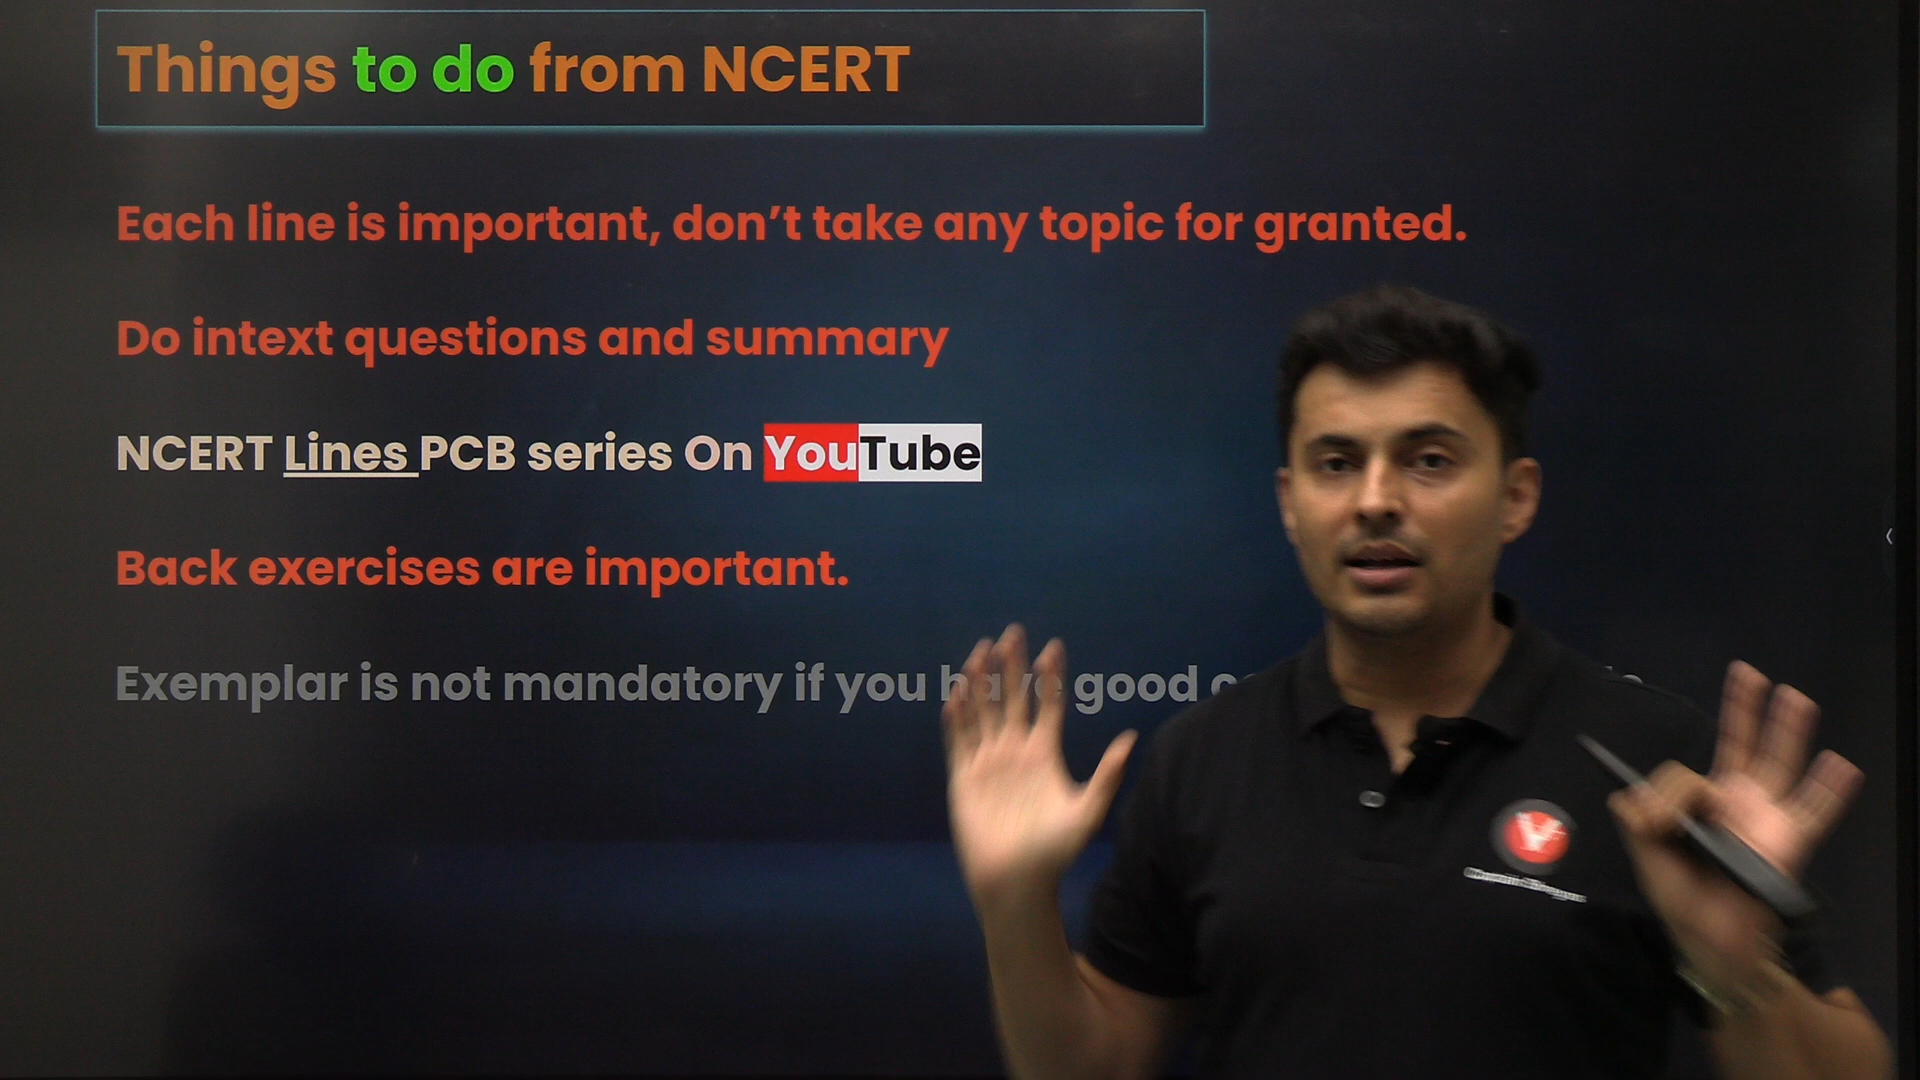 Things to do from NCERT
Each line is important, don't take any topic for granted.
Do intext questions and summary
NCERT Lines PCB series On YouTube
Back exercises are important.
Exemplar is not mandatory if you have good